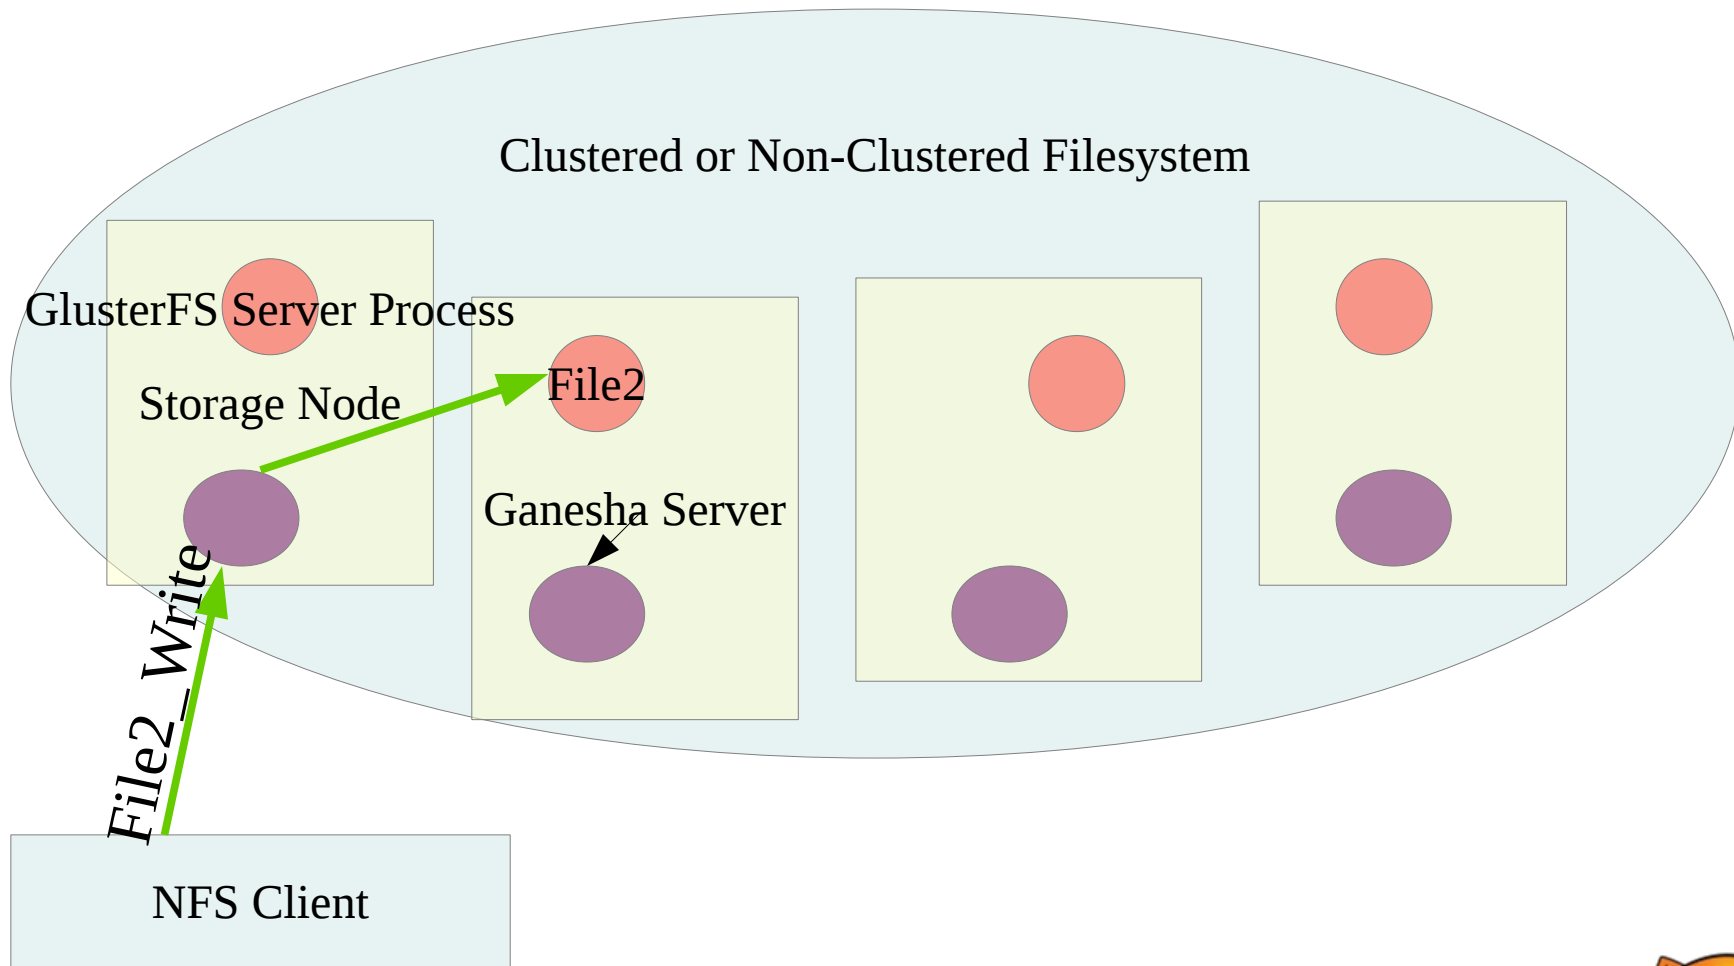 Clustered or Non-Clustered Filesystem
GlusterFS Server Process
Storage Node
File2
Ganesha Server
File2_Write
NFS Client